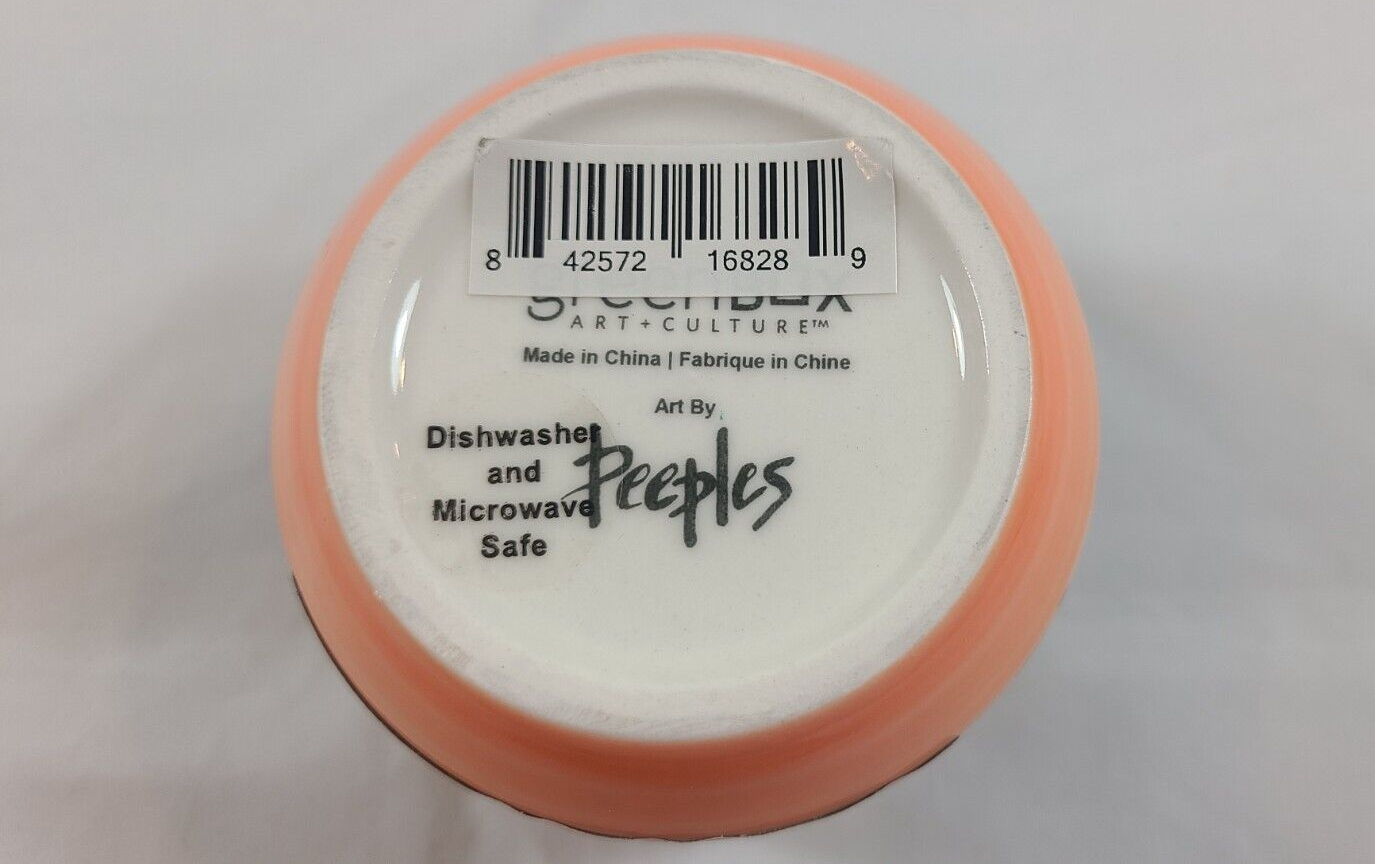 8 42572 16828 9
greenBOX
ART + CULTURE™
Made in China | Fabrique in Chine
Art By
Peeples
Dishwasher
and
Microwave
Safe